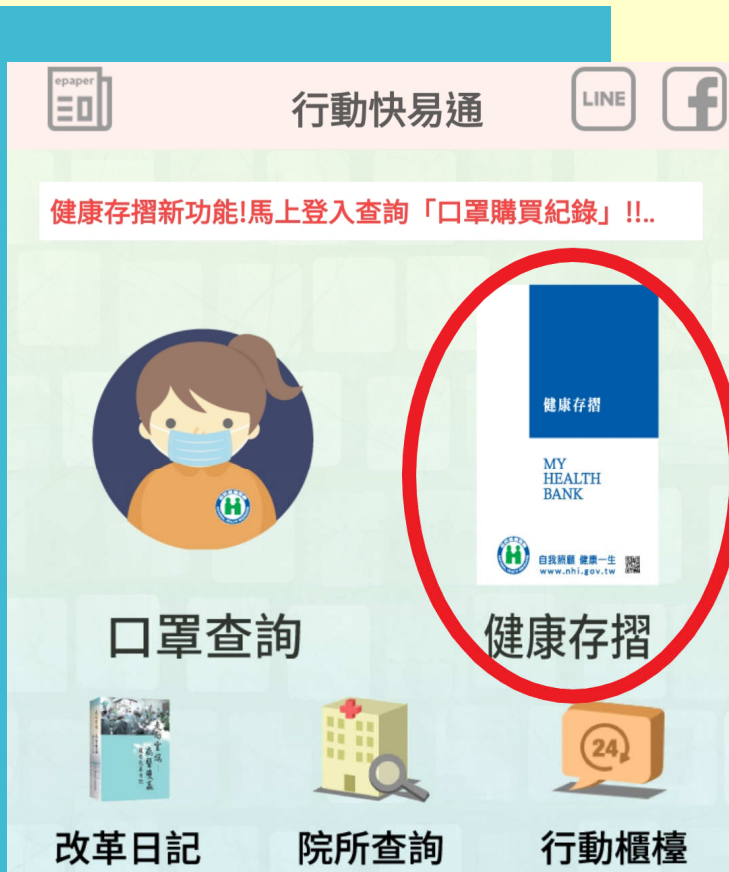 epaper
行動快易通
LINE
健康存摺新功能!馬上登入查詢「口罩購買紀錄」!!..
健康存摺
MY
HEALTH
BANK
自我照顧 健康一生
www.nhi.gov.tw
口罩查詢
健康存摺
24
改革日記
院所查詢
行動櫃檯